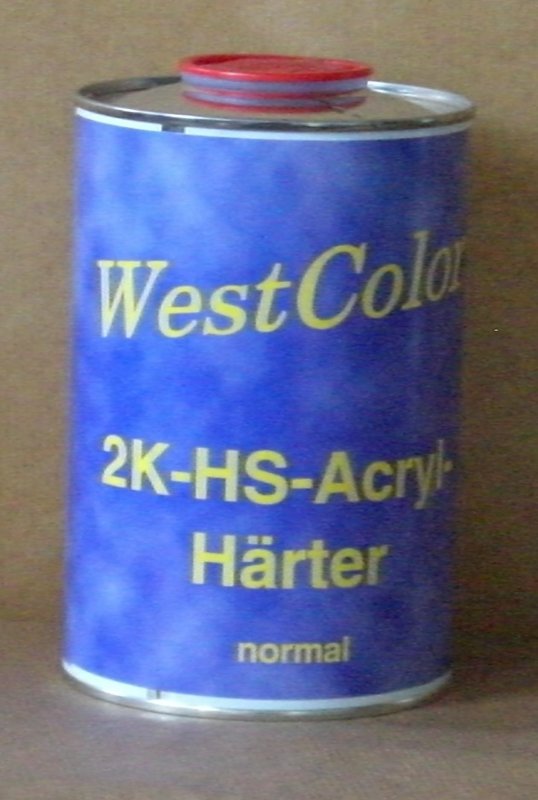 WestColor
2K-HS-Acryl-
Härter
normal